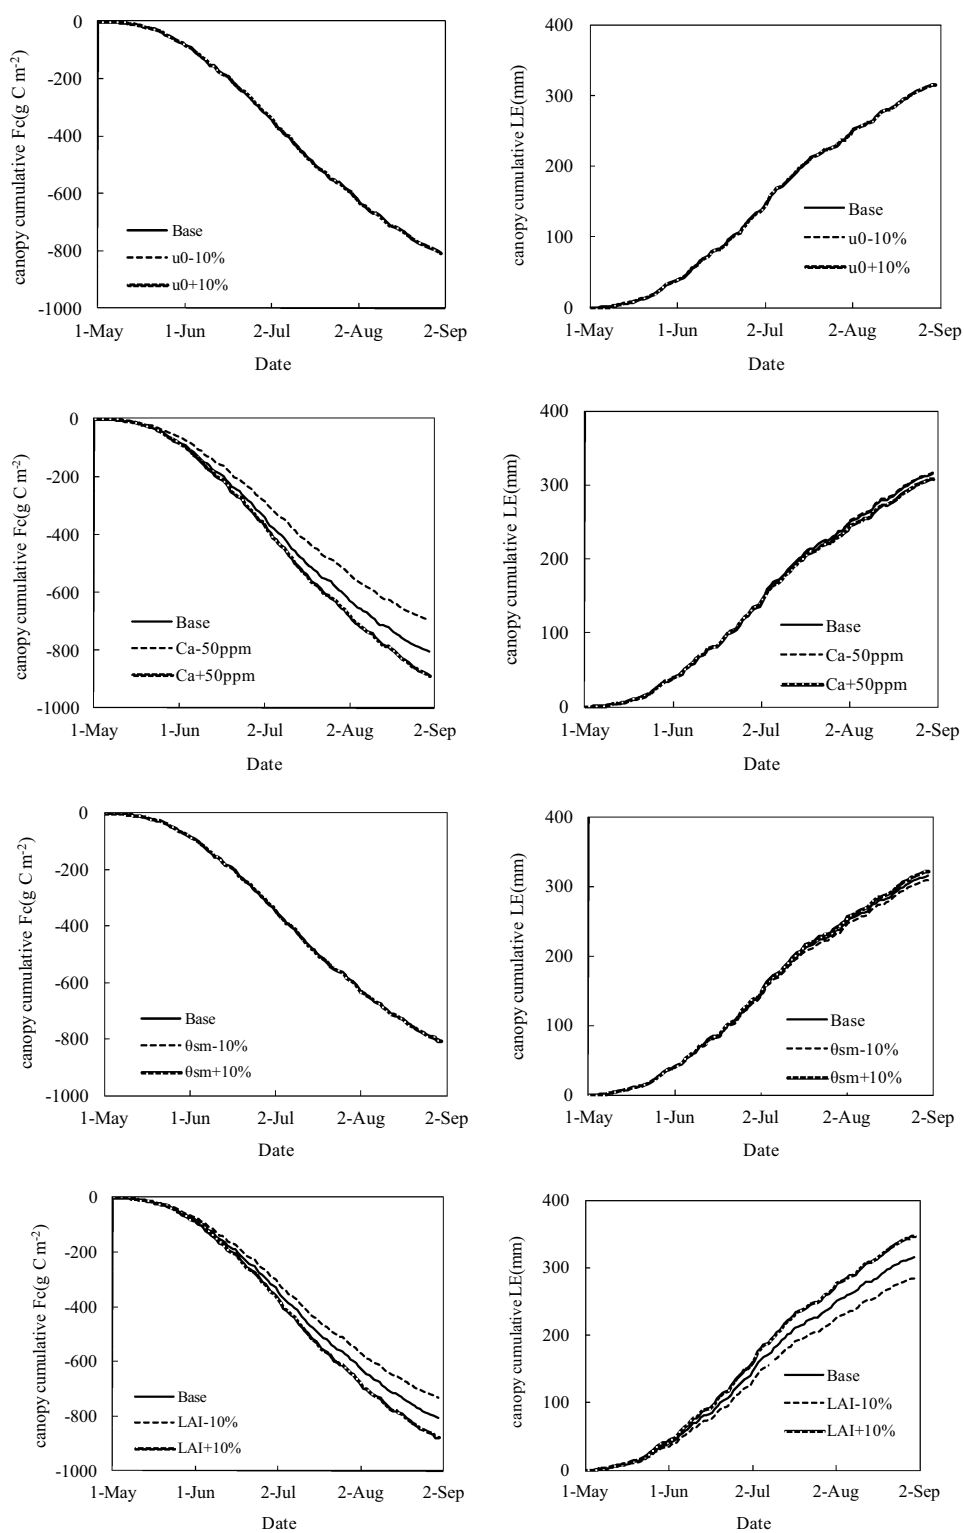 canopy cumulative Fc(g C m-2)
0
-200
-400
-600
-800
-1000
Base
u0-10%
u0+10%
1-May
1-Jun
2-Jul
2-Aug
2-Sep
Date
canopy cumulative LE(mm)
400
300
200
100
0
Base
u0-10%
u0+10%
1-May
1-Jun
2-Jul
2-Aug
2-Sep
Date
canopy cumulative Fc(g C m-2)
0
-200
-400
-600
-800
-1000
Base
Ca-50ppm
Ca+50ppm
1-May
1-Jun
2-Jul
2-Aug
2-Sep
Date
canopy cumulative LE(mm)
400
300
200
100
0
Base
Ca-50ppm
Ca+50ppm
1-May
1-Jun
2-Jul
2-Aug
2-Sep
Date
canopy cumulative Fc(g C m-2)
0
-200
-400
-600
-800
-1000
Base
θsm-10%
θsm+10%
1-May
1-Jun
2-Jul
2-Aug
2-Sep
Date
canopy cumulative LE(mm)
400
300
200
100
0
Base
θsm-10%
θsm+10%
1-May
1-Jun
2-Jul
2-Aug
2-Sep
Date
canopy cumulative Fc(g C m-2)
0
-200
-400
-600
-800
-1000
Base
LAI-10%
LAI+10%
1-May
1-Jun
2-Jul
2-Aug
2-Sep
Date
canopy cumulative LE(mm)
400
300
200
100
0
Base
LAI-10%
LAI+10%
1-May
1-Jun
2-Jul
2-Aug
2-Sep
Date